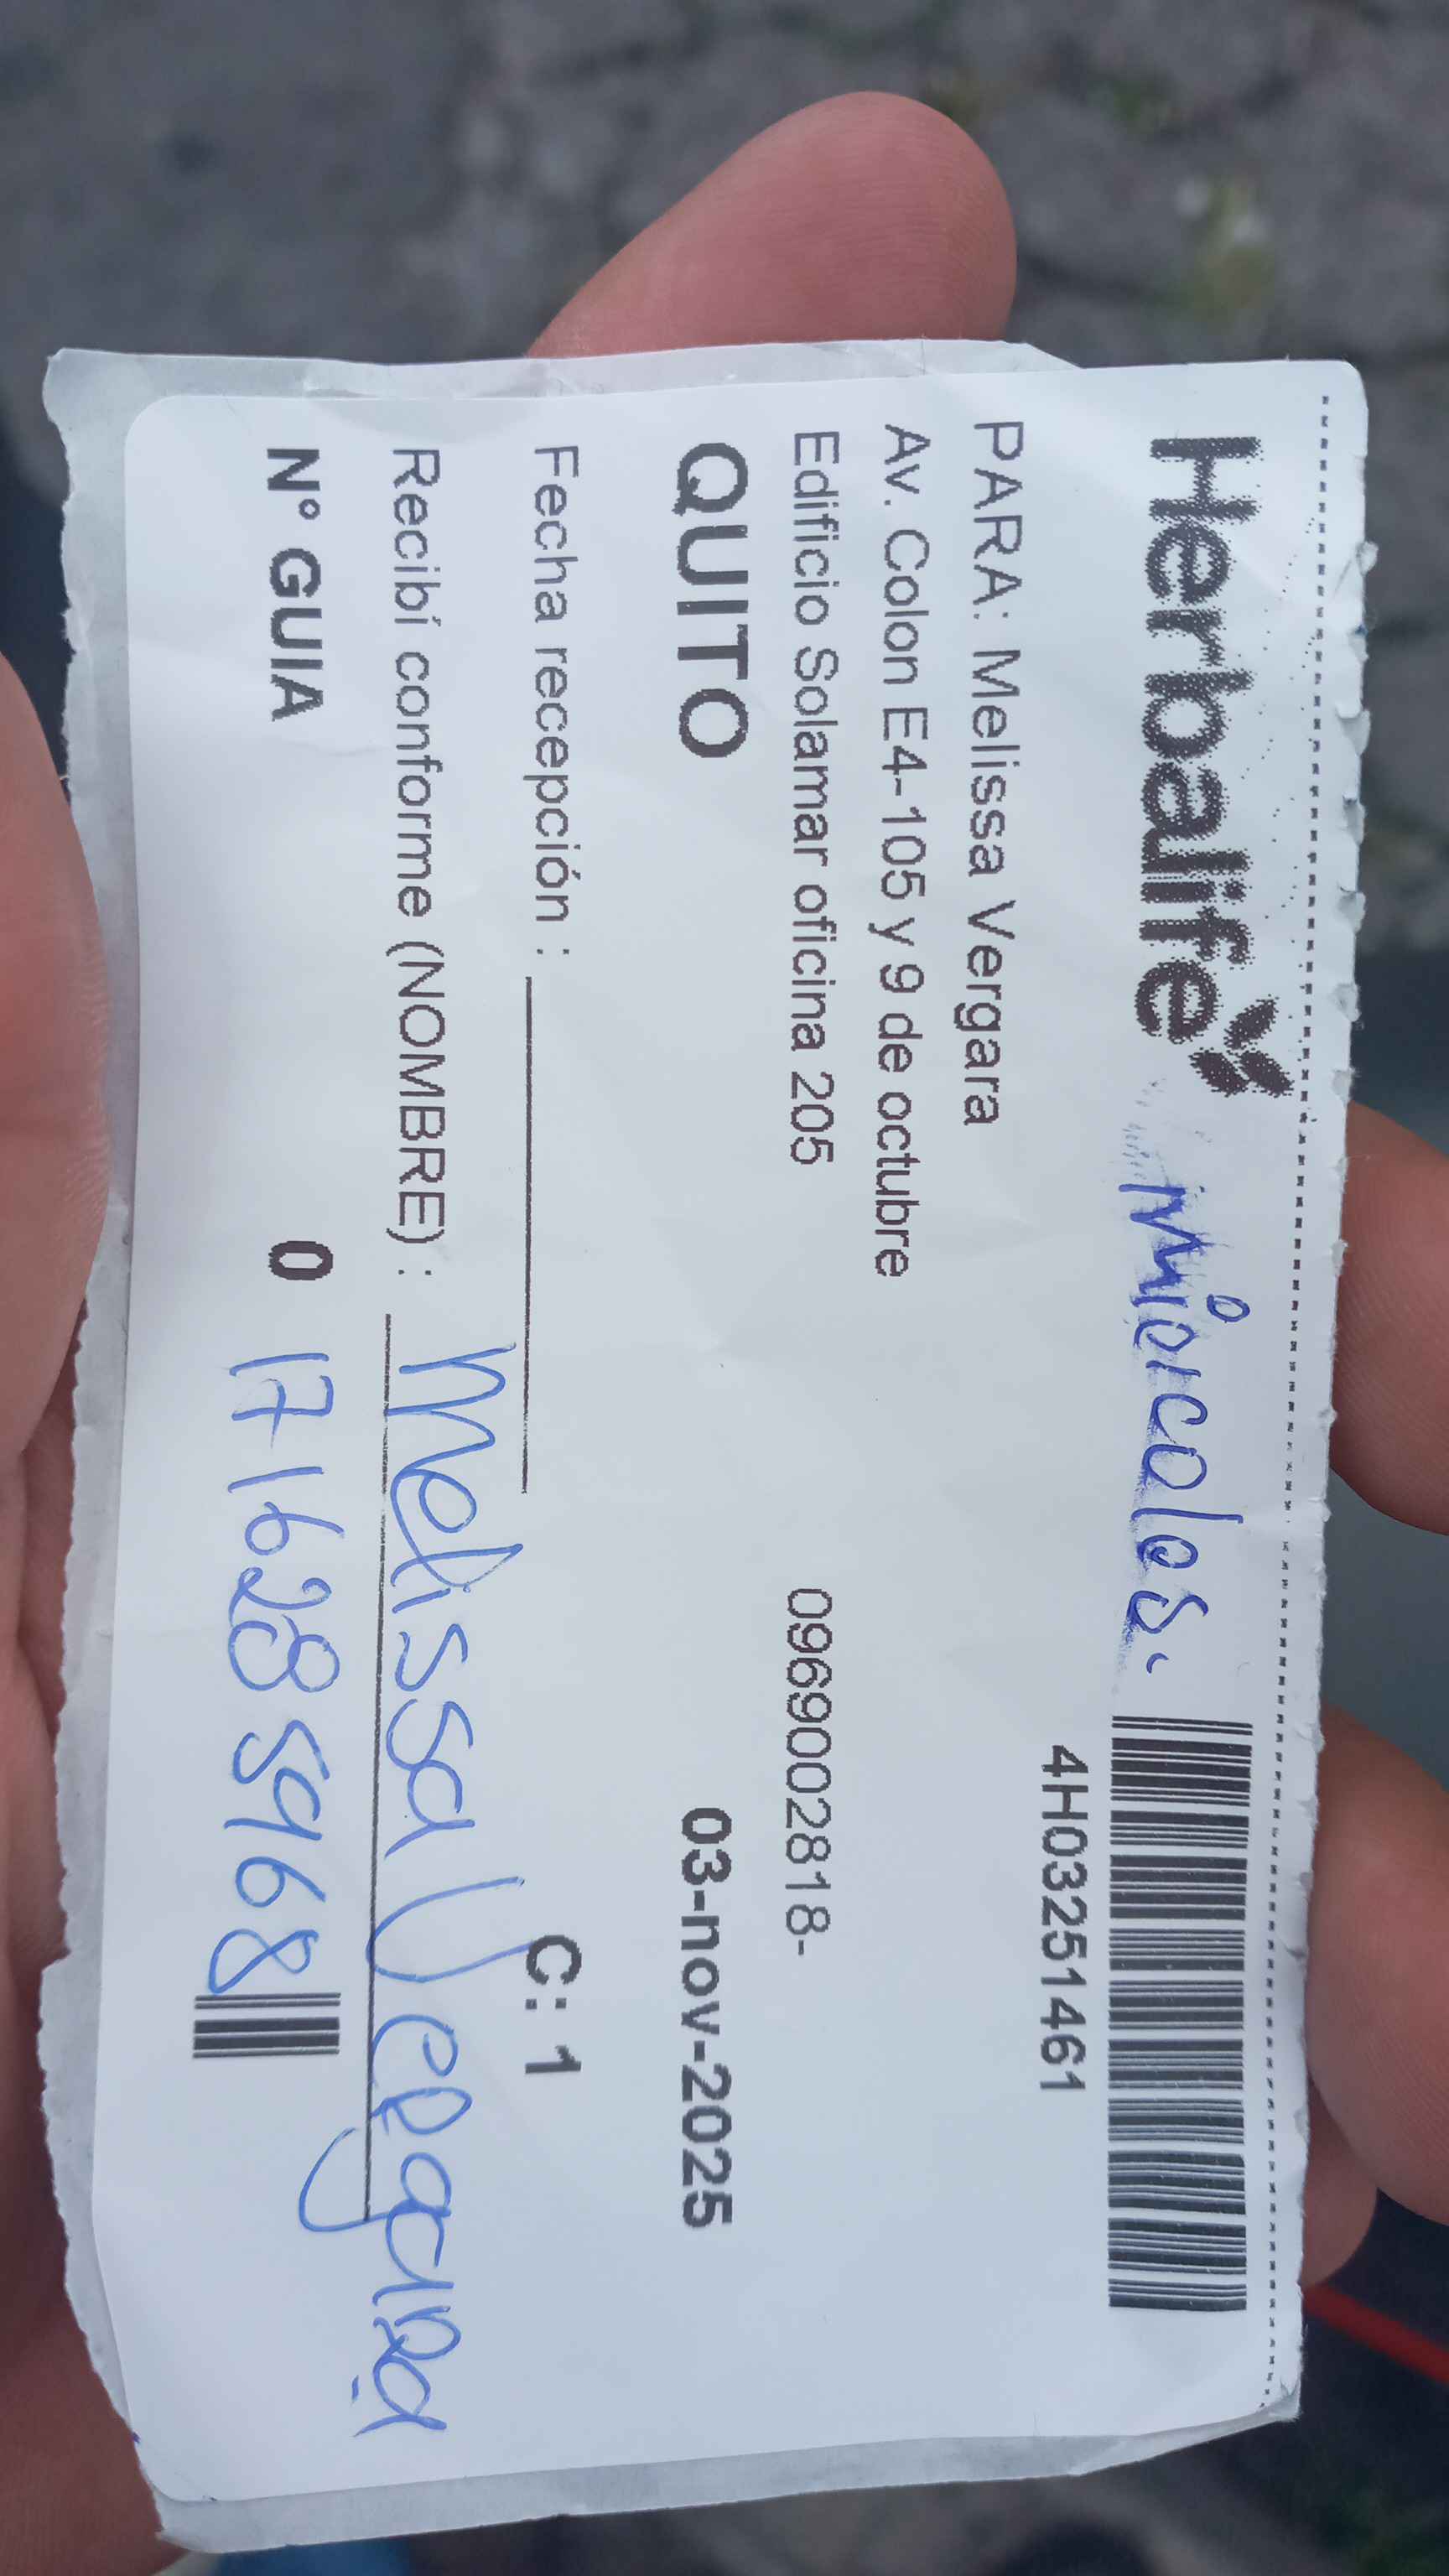 Herbalife miércoles.
4H03251461
PARA: Melissa Vergara
Av. Colon E4-105 y 9 de octubre
Edificio Solamar oficina 205 0969002818-
QUITO 03-nov-2025
Fecha recepción : C: 1
Recibí conforme (NOMBRE) : Melissa Vergara
N° GUIA 0 1716285968